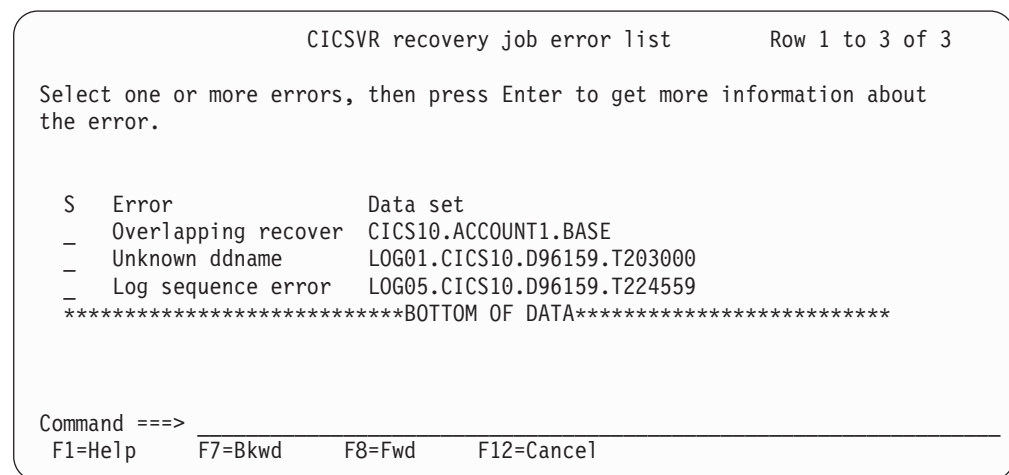 CICSVR recovery job error list Row 1 to 3 of 3
Select one or more errors, then press Enter to get more information about
the error.
S Error Data set
_ Overlapping recover CICS10.ACCOUNT1.BASE
_ Unknown ddname LOG01.CICS10.D96159.T203000
_ Log sequence error LOG05.CICS10.D96159.T224559
****************************BOTTOM OF DATA**************************
Command ===> ___________________________________________________________________
F1=Help F7=Bkwd F8=Fwd F12=Cancel